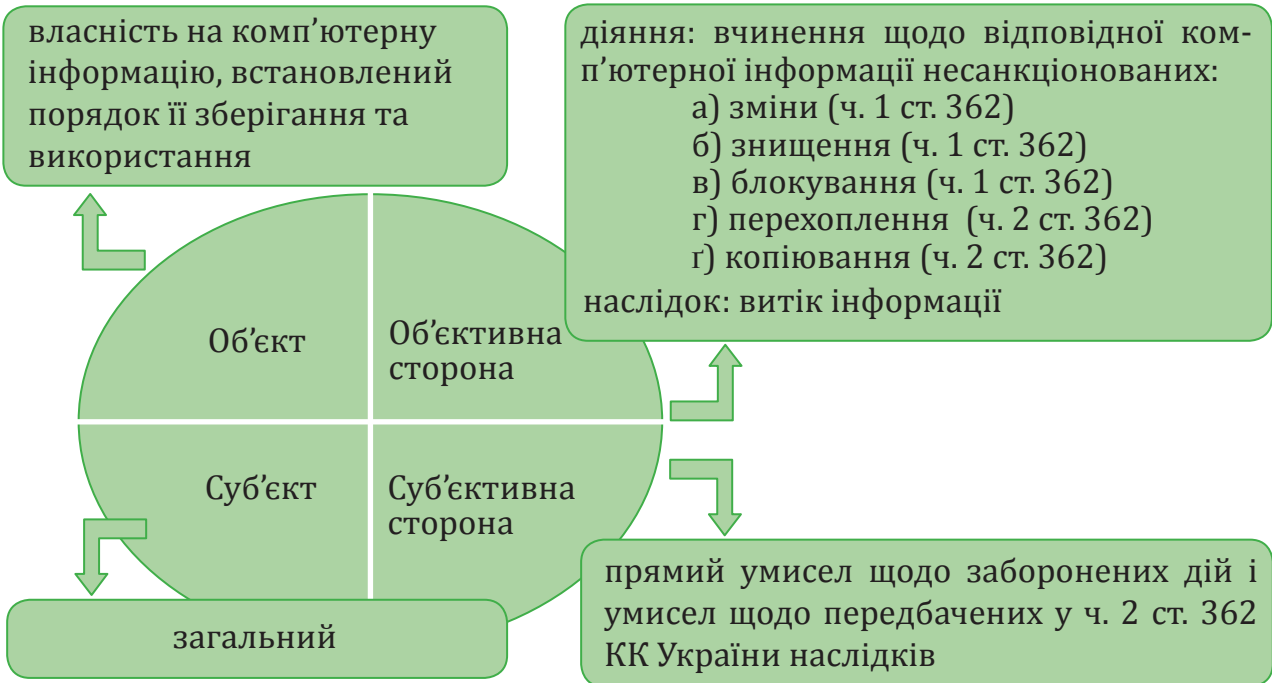 власність на комп’ютерну
інформацію, встановлений
порядок її зберігання та
використання
діяння: вчинення щодо відповідної ком-
п’ютерної інформації несанкціонованих:
а) зміни (ч. 1 ст. 362)
б) знищення (ч. 1 ст. 362)
в) блокування (ч. 1 ст. 362)
г) перехоплення (ч. 2 ст. 362)
ґ) копіювання (ч. 2 ст. 362)
наслідок: витік інформації
Об’єкт
Об’єктивна
сторона
Суб’єкт
Суб’єктивна
сторона
загальний
прямий умисел щодо заборонених дій і
умисел щодо передбачених у ч. 2 ст. 362
КК України наслідків